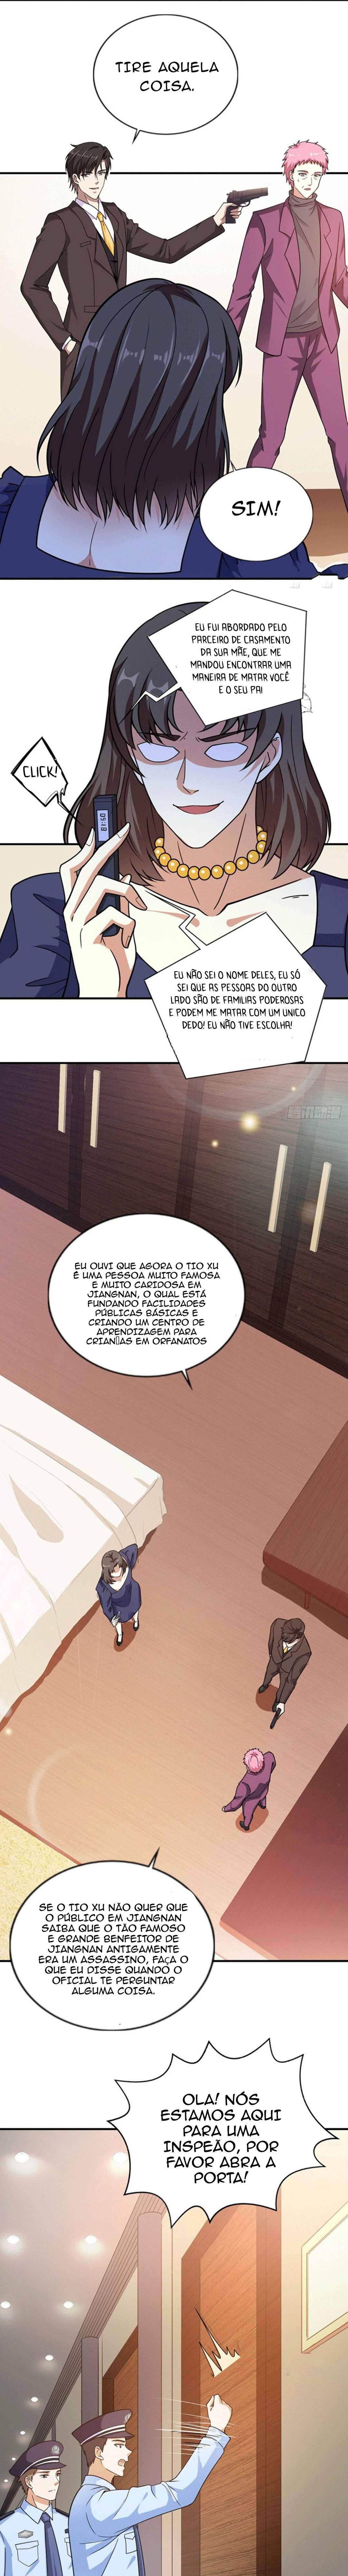 TIRE AQUELA
COISA.
SIM!
EU FUI ABORDADO PELO
PARCEIRO DE CASAMENTO
DA SUA MÃE, QUE ME
MANDOU ENCONTRAR UMA
MANEIRA DE MATAR VOCÊ
E O SEU PAI
CLICK!
EU NÃO SEI O NOME DELES, EU SÓ
SEI QUE AS PESSOAS DO OUTRO
LADO SÃO DE FAMILIAS PODEROSAS
E PODEM ME MATAR COM UM UNICO
DEDO! EU NÃO TIVE ESCOLHA!
EU OUVI QUE AGORA O TIO XU
É UMA PESSOA MUITO FAMOSA
E MUITO CARIDOSA EM
JIANGNAN, O QUAL ESTÁ
FUNDANDO FACILIDADES
PÚBLICAS BÁSICAS E
CRIANDO UM CENTRO DE
APRENDIZAGEM PARA
CRIAN▯AS EM ORFANATOS
SE O TIO XU NÃO QUER QUE
O PÚBLICO EM JIANGNAN
SAIBA QUE O TÃO FAMOSO
E GRANDE BENFEITOR DE
JIANGNAN ANTIGAMENTE
ERA UM ASSASSINO, FAÇA O
QUE EU DISSE QUANDO O
OFICIAL TE PERGUNTAR
ALGUMA COISA.
OLA! NÓS
ESTAMOS AQUI
PARA UMA
INSPEÃO, POR
FAVOR ABRA A
PORTA!